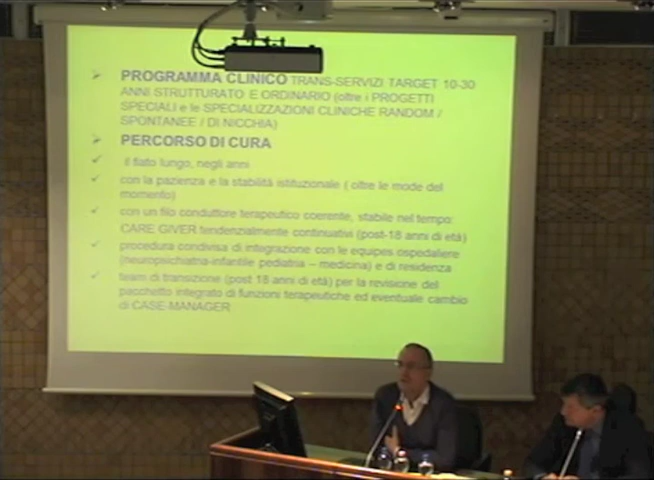 PROGRAMMA CLINICO TRANS-SERVIZI TARGET 10-30
ANNI STRUTTURATO E ORDINARIO (oltre i PROGETTI
SPECIALI e le SPECIALIZZAZIONI CLINICHE RANDOM /
SPONTANEE / DI NICCHIA)
PERCORSO DI CURA
il fiato lungo, negli anni
con la pazienza e la stabilità istituzionale ( oltre le mode del
momento)
con un filo conduttore terapeutico coerente, stabile nel tempo:
CARE GIVER tendenzialmente continuativi (post-18 anni di età)
procedura condivisa di integrazione con le equipes ospedaliere
(neuropsichiatria-infantile pediatria – medicina) e di residenza
team di transizione (post 18 anni di età) per la revisione del
pacchetto integrato di funzioni terapeutiche ed eventuale cambio
di CASE-MANAGER